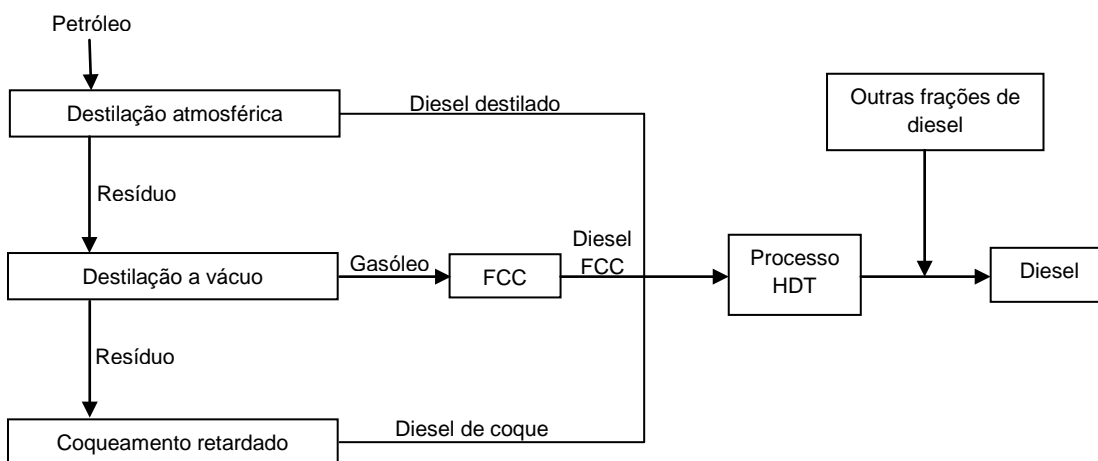 Petróleo
Destilação atmosférica
Diesel destilado
Outras frações de
diesel
Resíduo
Destilação a vácuo
Gasóleo
FCC
Diesel
FCC
Processo
HDT
Diesel
Resíduo
Coqueamento retardado
Diesel de coque